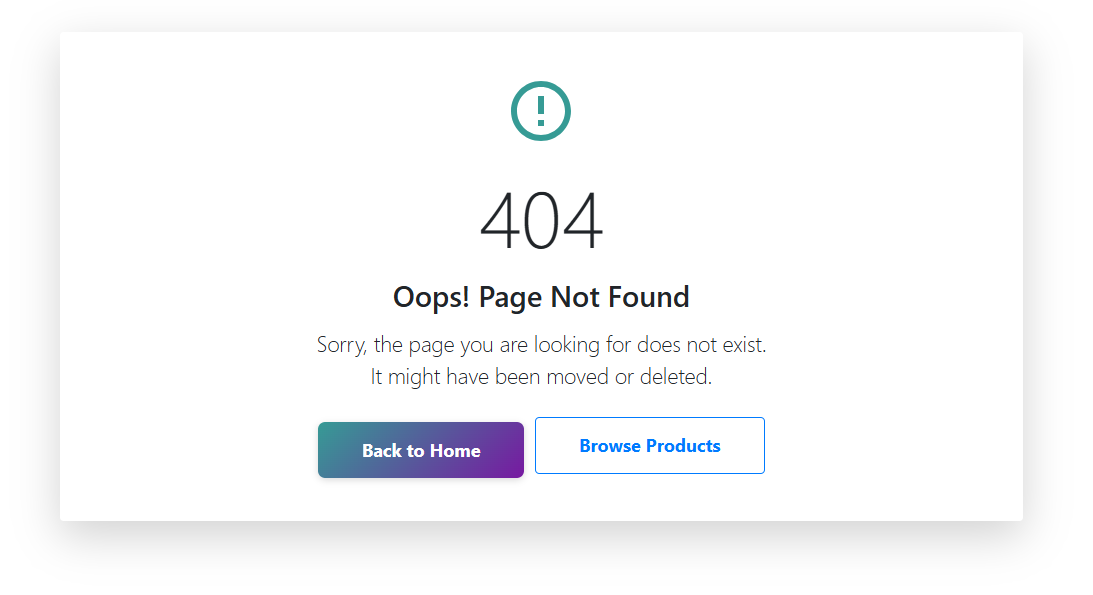 404
Oops! Page Not Found
Sorry, the page you are looking for does not exist.
It might have been moved or deleted.
Back to Home
Browse Products